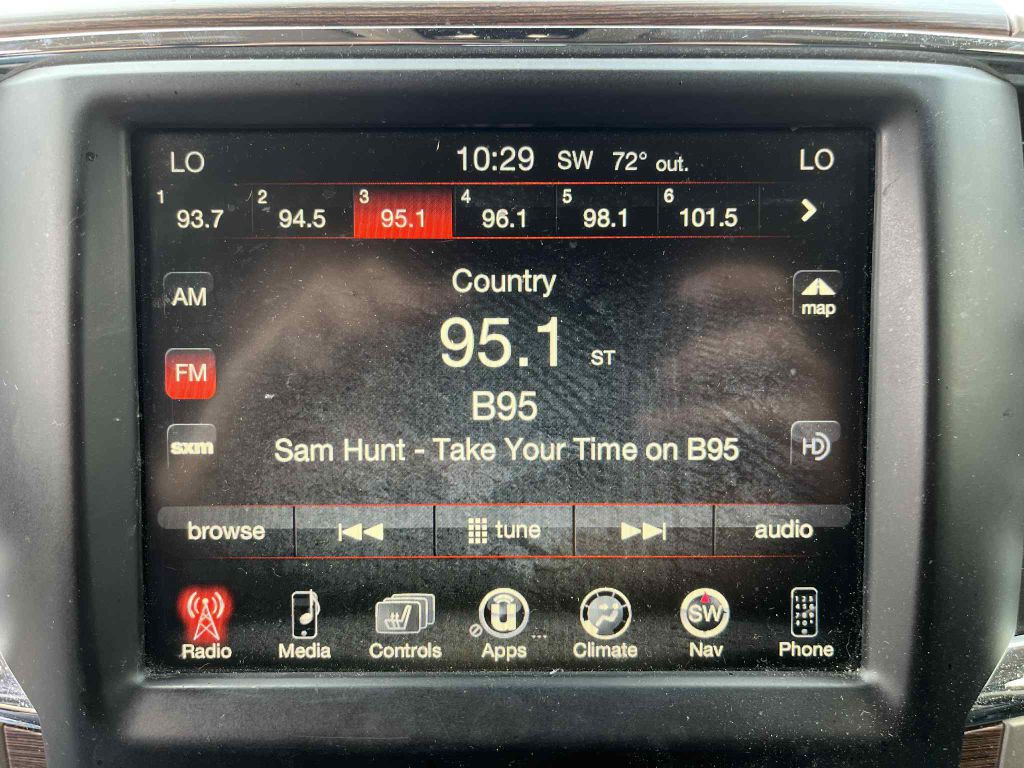 LO 10:29 SW 72° out. LO
1 2 3 4 5 6
93.7 94.5 95.1 96.1 98.1 101.5
Country
AM
map
95.1 ST
FM
B95
sxm Sam Hunt - Take Your Time on B95 HD
browse tune audio
SW
Radio Media Controls Apps ... Climate Nav Phone